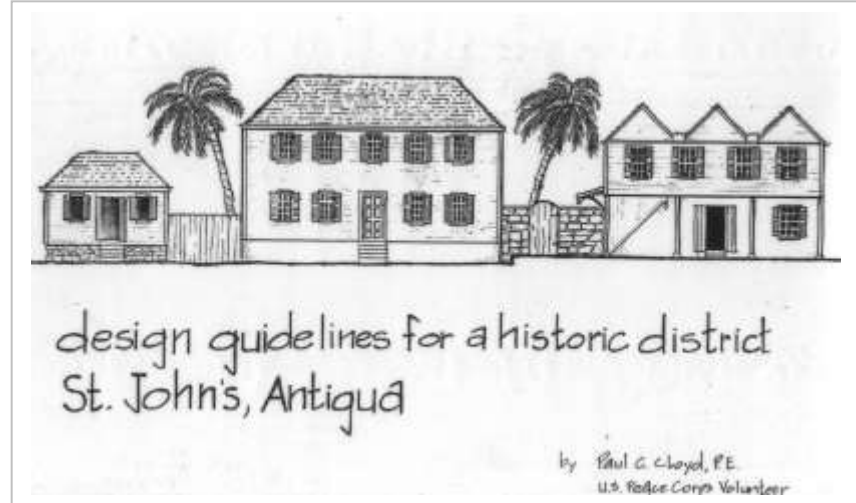 design guidelines for a historic district
St. John's, Antigua
by Paul C. Cloyd, P.E.
U.S. Peace Corps Volunteer